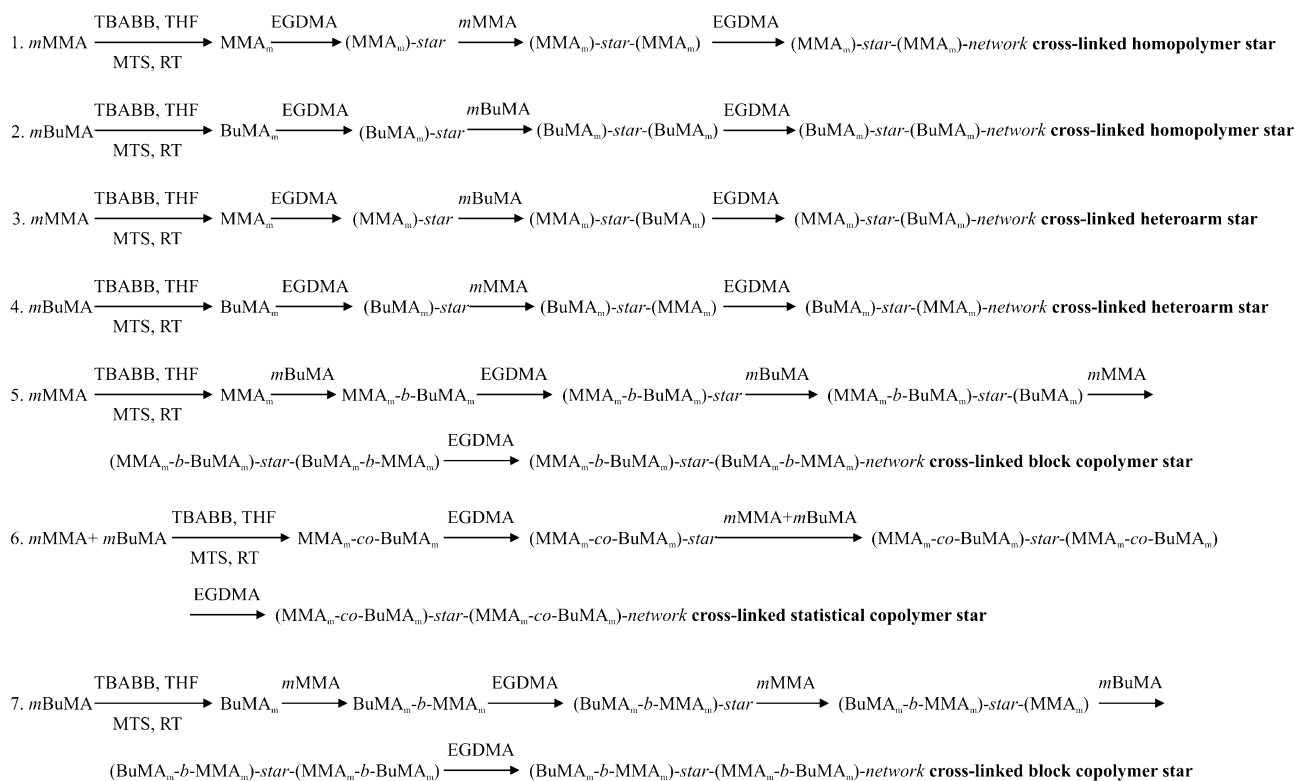 TBABB, THF EGDMA mMMA EGDMA
1. mMMA MMAₘ (MMAₘ)-star (MMAₘ)-star-(MMAₘ) (MMAₘ)-star-(MMAₘ)-network cross-linked homopolymer star
MTS, RT
TBABB, THF EGDMA mBuMA EGDMA
2. mBuMA BuMAₘ (BuMAₘ)-star (BuMAₘ)-star-(BuMAₘ) (BuMAₘ)-star-(BuMAₘ)-network cross-linked homopolymer star
MTS, RT
TBABB, THF EGDMA mBuMA EGDMA
3. mMMA MMAₘ (MMAₘ)-star (MMAₘ)-star-(BuMAₘ) (MMAₘ)-star-(BuMAₘ)-network cross-linked heteroarm star
MTS, RT
TBABB, THF EGDMA mMMA EGDMA
4. mBuMA BuMAₘ (BuMAₘ)-star (BuMAₘ)-star-(MMAₘ) (BuMAₘ)-star-(MMAₘ)-network cross-linked heteroarm star
MTS, RT
TBABB, THF mBuMA EGDMA mBuMA mMMA
5. mMMA MMAₘ MMAₘ-b-BuMAₘ (MMAₘ-b-BuMAₘ)-star (MMAₘ-b-BuMAₘ)-star-(BuMAₘ)
MTS, RT
EGDMA
(MMAₘ-b-BuMAₘ)-star-(BuMAₘ-b-MMAₘ) (MMAₘ-b-BuMAₘ)-star-(BuMAₘ-b-MMAₘ)-network cross-linked block copolymer star
TBABB, THF EGDMA mMMA+mBuMA
6. mMMA+ mBuMA MMAₘ-co-BuMAₘ (MMAₘ-co-BuMAₘ)-star (MMAₘ-co-BuMAₘ)-star-(MMAₘ-co-BuMAₘ)
MTS, RT
EGDMA
(MMAₘ-co-BuMAₘ)-star-(MMAₘ-co-BuMAₘ)-network cross-linked statistical copolymer star
TBABB, THF mMMA EGDMA mMMA mBuMA
7. mBuMA BuMAₘ BuMAₘ-b-MMAₘ (BuMAₘ-b-MMAₘ)-star (BuMAₘ-b-MMAₘ)-star-(MMAₘ)
MTS, RT
EGDMA
(BuMAₘ-b-MMAₘ)-star-(MMAₘ-b-BuMAₘ) (BuMAₘ-b-MMAₘ)-star-(MMAₘ-b-BuMAₘ)-network cross-linked block copolymer star